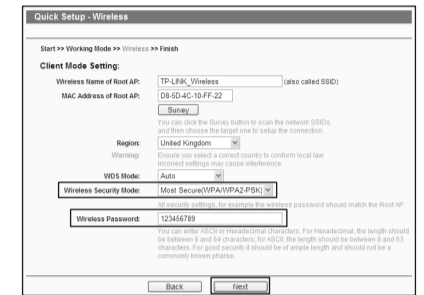 Quick Setup - Wireless
Start >> Working Mode >> Wireless >> Finish
Client Mode Setting:
Wireless Name of Root AP: TP-LINK_Wireless (also called SSID)
MAC Address of Root AP: D8-5D-4C-10-FF-22
Survey
You can click the Survey button to scan the network SSIDs,
and then choose the target one to setup the connection.
Region: United Kingdom
Warning: Ensure you select a correct country to conform local law.
Incorrect settings may cause interference.
WDS Mode: Auto
Wireless Security Mode: Most Secure(WPA/WPA2-PSK)
All security settings, for example the wireless password should match the Root AP.
Wireless Password: 123456789
You can enter ASCII or Hexadecimal characters. For Hexadecimal, the length should
be between 8 and 64 characters; for ASCII, the length should be between 8 and 63
characters. For good security it should be of ample length and should not be a
commonly known pharse.
Back Next